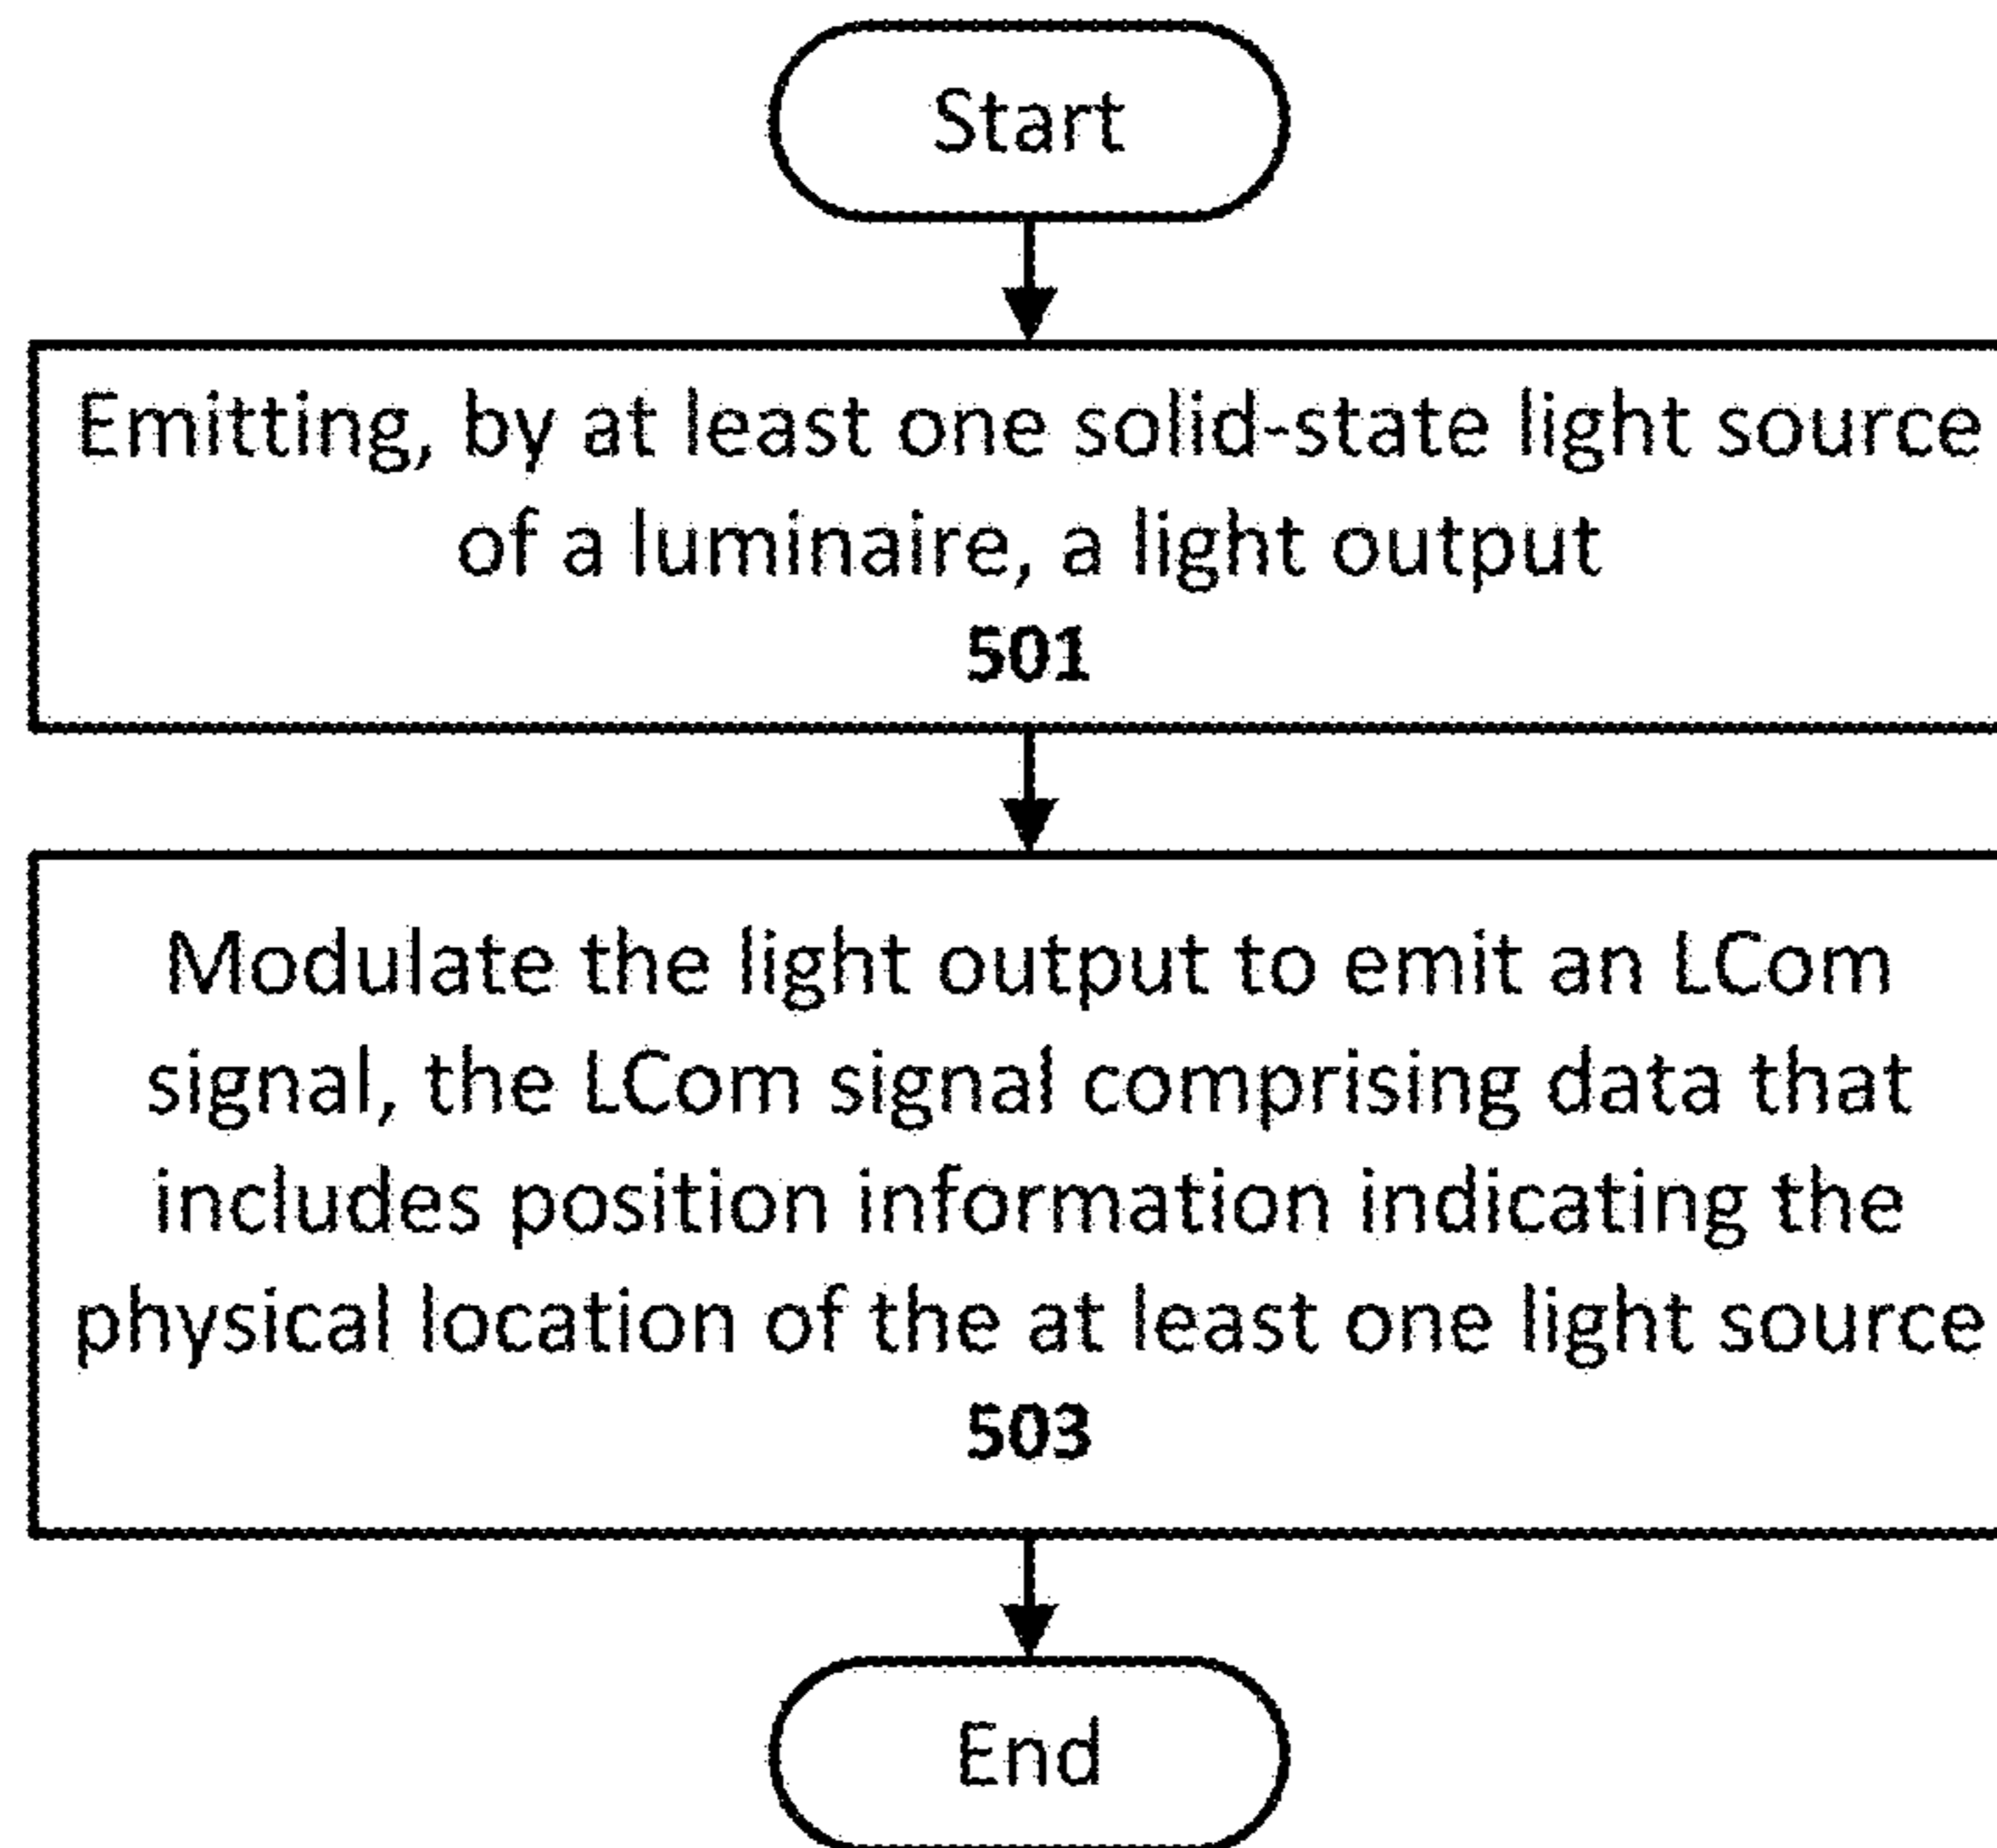 Start
Emitting, by at least one solid-state light source
of a luminaire, a light output
501
Modulate the light output to emit an LCom
signal, the LCom signal comprising data that
includes position information indicating the
physical location of the at least one light source
503
End